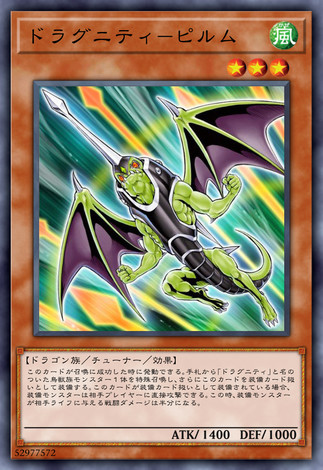 ドラグニティ−ピルム
風
【ドラゴン族／チューナー／効果】
このカードが召喚に成功した時に発動できる。手札から「ドラグニティ」と名の
ついた鳥獣族モンスター１体を特殊召喚し、さらにこのカードを装備カード扱
いとして装備する。このカードが装備カード扱いとして装備されている場合、
装備モンスターは相手プレイヤーに直接攻撃できる。この時、装備モンスター
が相手ライフに与える戦闘ダメージは半分になる。
ATK/1400 DEF/1000
52977572